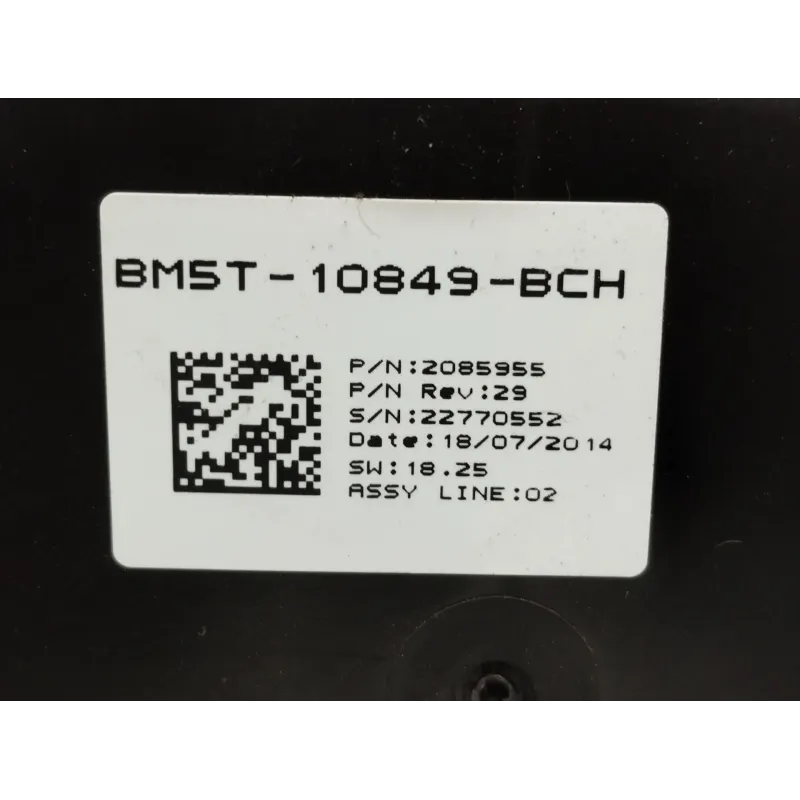 BM5T-10849-BCH
P/N:2085955
P/N Rev:29
S/N:22770552
Date:18/07/2014
SW:18.25
ASSY LINE:02